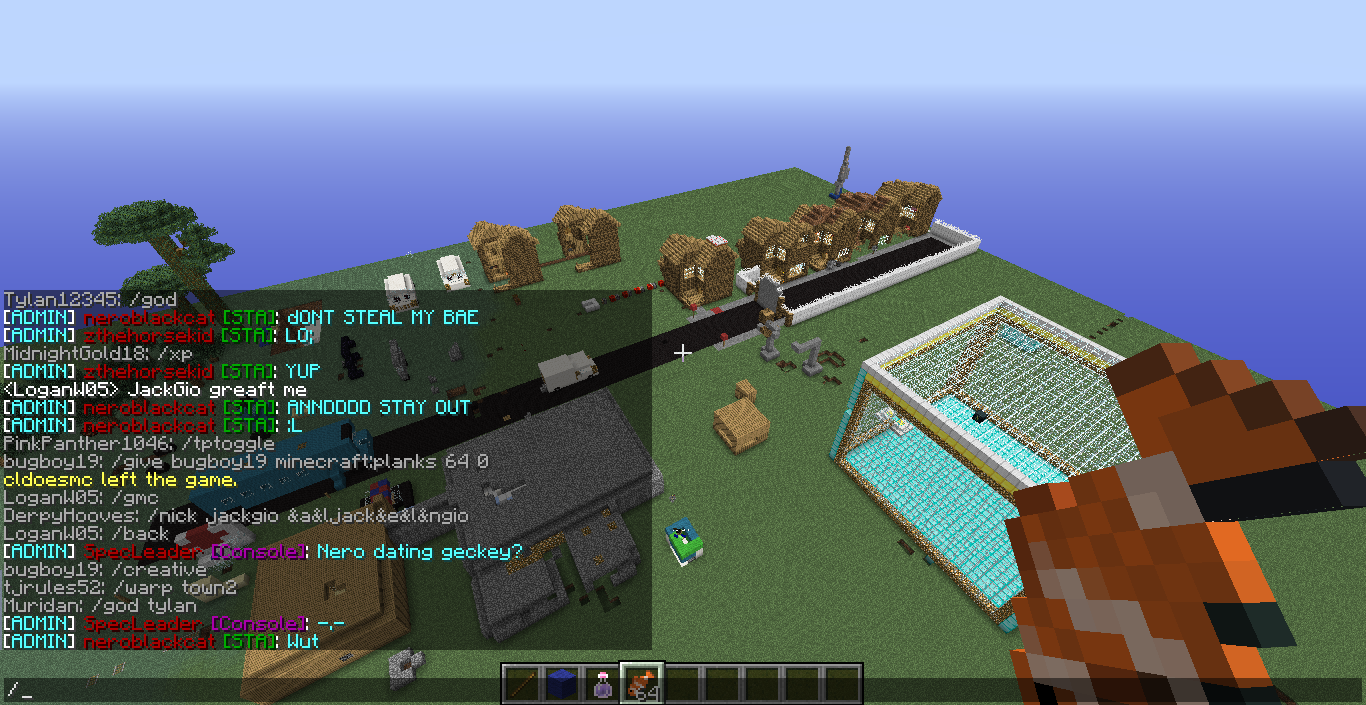 Tylan12345: /god
[ADMIN] neroblackcat [STA]: dONT STEAL MY BAE
[ADMIN] zthehorsekid [STA]: LO;
MidnightGold18: /xp
[ADMIN] zthehorsekid [STA]: YUP
<LoganW05> JackGio greaft me
[ADMIN] neroblackcat [STA]: ANNDDDD STAY OUT
[ADMIN] neroblackcat [STA]: :L
PinkPanther1046: /tptoggle
bugboy19: /give bugboy19 minecraft:planks 64 0
cldoesmc left the game.
LoganW05: /gmc
DerpyHooves: /nick jackgio &a&ljack&e&l&ngio
LoganW05: /back
[ADMIN] SpecLeader [Console]: Nero dating geckey?
bugboy19: /creative
tjrules52: /warp town2
Muridan: /god tylan
[ADMIN] SpecLeader [Console]: -.-
[ADMIN] neroblackcat [STA]: Wut
/_
64